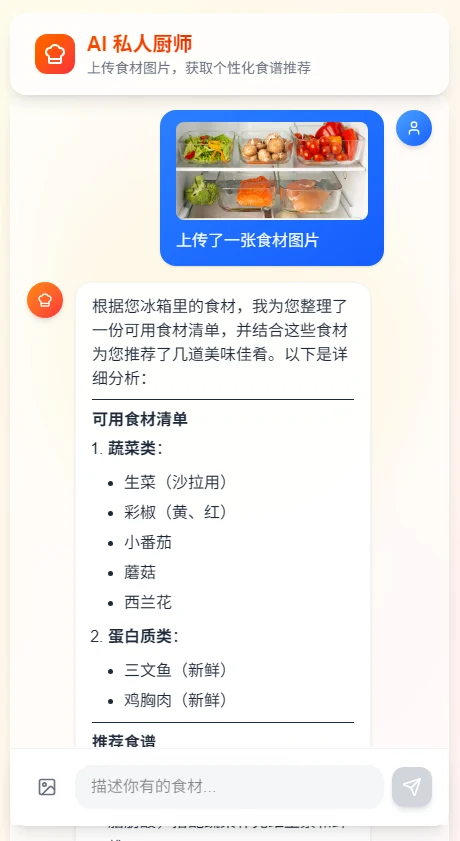 AI 私人厨师
上传食材图片，获取个性化食谱推荐
上传了一张食材图片
根据您冰箱里的食材，我为您整理了
一份可用食材清单，并结合这些食材
为您推荐了几道美味佳肴。以下是详
细分析：
可用食材清单
1. 蔬菜类：
• 生菜（沙拉用）
• 彩椒（黄、红）
• 小番茄
• 蘑菇
• 西兰花
2. 蛋白质类：
• 三文鱼（新鲜）
• 鸡胸肉（新鲜）
推荐食谱
描述你有的食材...